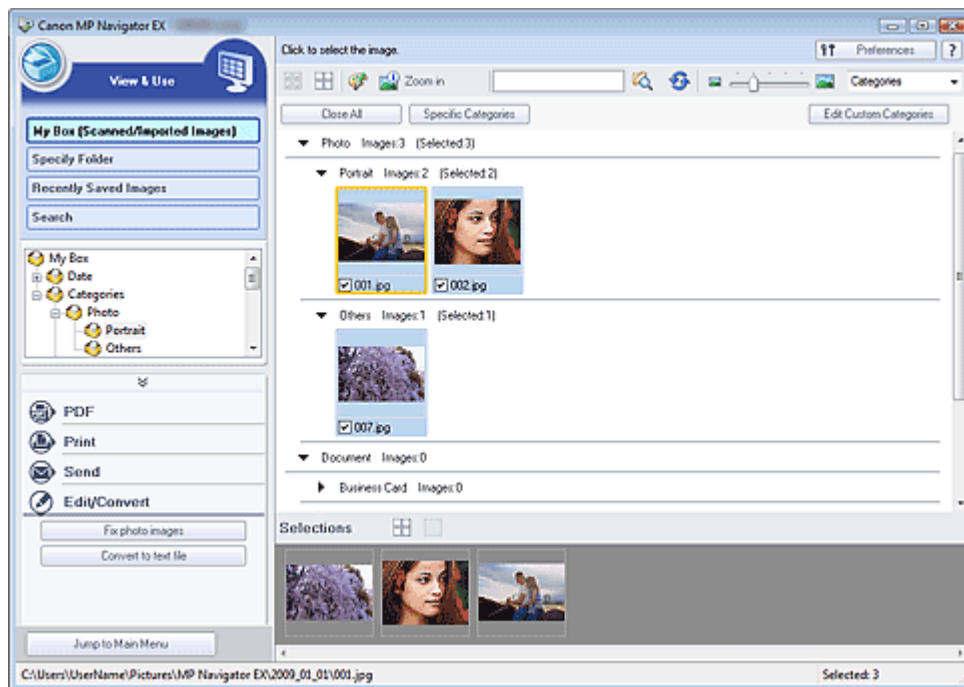 Canon MP Navigator EX
View & Use
My Box (Scanned/Imported Images)
Specify Folder
Recently Saved Images
Search
My Box
Date
Categories
Photo
Portrait
Others
PDF
Print
Send
Edit/Convert
Fix photo images
Convert to text file
Jump to Main Menu
Click to select the image.
Preferences ?
Zoom in
Categories
Close All Specific Categories Edit Custom Categories
Photo Images:3 (Selected:3)
Portrait Images:2 (Selected:2)
001.jpg 002.jpg
Others Images:1 (Selected:1)
007.jpg
Document Images:0
Business Card Images:0
Selections
C:\Users\UserName\Pictures\MP Navigator EX\2009_01_01\001.jpg Selected: 3